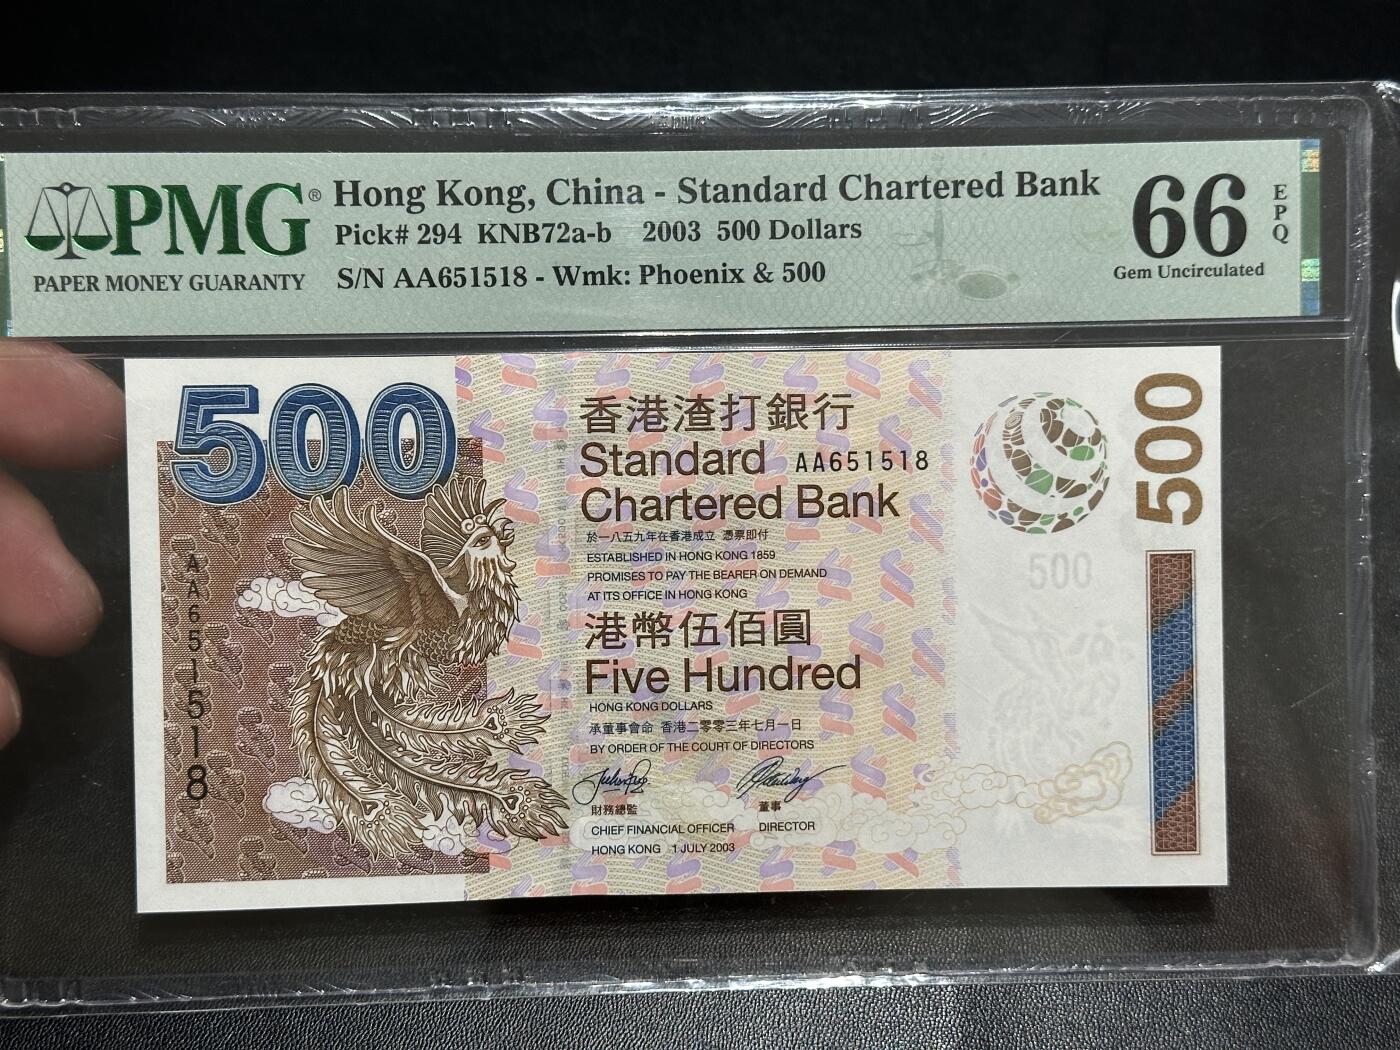 PMG®
PAPER MONEY GUARANTY
Hong Kong, China - Standard Chartered Bank
Pick# 294 KNB72a-b 2003 500 Dollars
S/N AA651518 - Wmk: Phoenix & 500
66
EPQ
Gem Uncirculated
500
香港渣打銀行
Standard
AA651518
Chartered Bank
於一八五九年在香港成立 憑票即付
ESTABLISHED IN HONG KONG 1859
PROMISES TO PAY THE BEARER ON DEMAND
AT ITS OFFICE IN HONG KONG
港幣伍佰圓
Five Hundred
HONG KONG DOLLARS
承董事會命 香港二零零三年七月一日
BY ORDER OF THE COURT OF DIRECTORS
財務總監
董事
CHIEF FINANCIAL OFFICER
DIRECTOR
HONG KONG 1 JULY 2003
AA651518
500
500